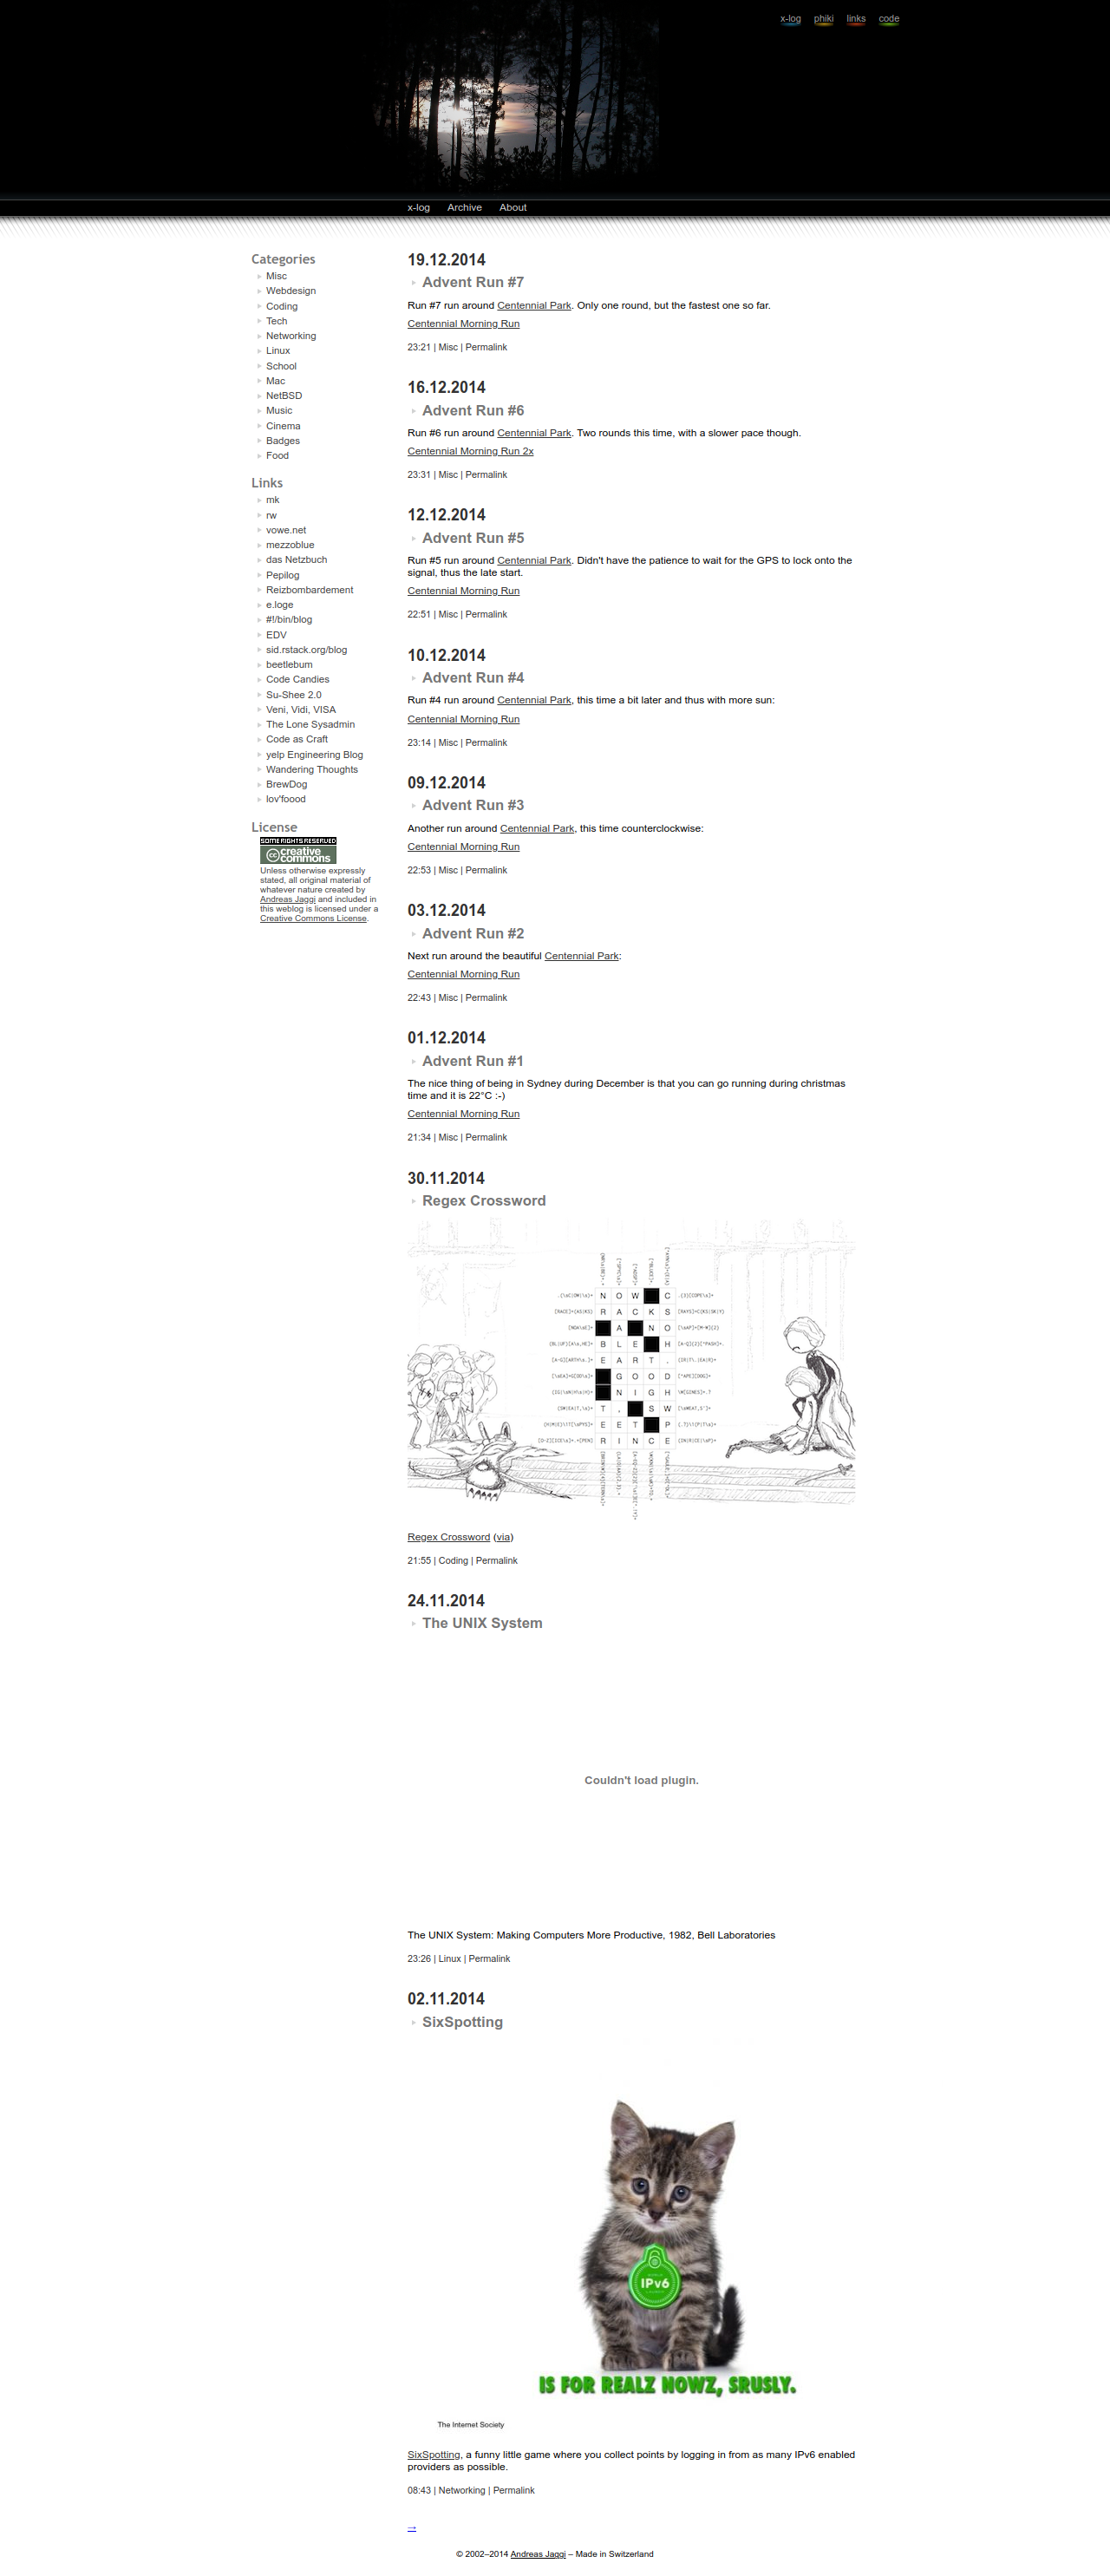 x-log phiki links code
x-log Archive About
Categories
Misc
Webdesign
Coding
Tech
Networking
Linux
School
Mac
NetBSD
Music
Cinema
Badges
Food
Links
mk
rw
vowe.net
mezzoblue
das Netzbuch
Pepilog
Reizbombardement
e.loge
#!/bin/blog
EDV
sid.rstack.org/blog
beetlebum
Code Candies
Su-Shee 2.0
Veni, Vidi, VISA
The Lone Sysadmin
Code as Craft
yelp Engineering Blog
Wandering Thoughts
BrewDog
lov'foood
License
SOME RIGHTS RESERVED
cc creative
commons
Unless otherwise expressly
stated, all original material of
whatever nature created by
Andreas Jaggi and included in
this weblog is licensed under a
Creative Commons License.
19.12.2014
Advent Run #7
Run #7 run around Centennial Park. Only one round, but the fastest one so far.
Centennial Morning Run
23:21 | Misc | Permalink
16.12.2014
Advent Run #6
Run #6 run around Centennial Park. Two rounds this time, with a slower pace though.
Centennial Morning Run 2x
23:31 | Misc | Permalink
12.12.2014
Advent Run #5
Run #5 run around Centennial Park. Didn't have the patience to wait for the GPS to lock onto the
signal, thus the late start.
Centennial Morning Run
22:51 | Misc | Permalink
10.12.2014
Advent Run #4
Run #4 run around Centennial Park, this time a bit later and thus with more sun:
Centennial Morning Run
23:14 | Misc | Permalink
09.12.2014
Advent Run #3
Another run around Centennial Park, this time counterclockwise:
Centennial Morning Run
22:53 | Misc | Permalink
03.12.2014
Advent Run #2
Next run around the beautiful Centennial Park:
Centennial Morning Run
22:43 | Misc | Permalink
01.12.2014
Advent Run #1
The nice thing of being in Sydney during December is that you can go running during christmas
time and it is 22°C :-)
Centennial Morning Run
21:34 | Misc | Permalink
30.11.2014
Regex Crossword
N O W C
R A C K S
A N O
B L E H
E A R T .
G O O D
N I G H
T , S W
E E T P
R I N C E
Regex Crossword (via)
21:55 | Coding | Permalink
24.11.2014
The UNIX System
Couldn't load plugin.
The UNIX System: Making Computers More Productive, 1982, Bell Laboratories
23:26 | Linux | Permalink
02.11.2014
SixSpotting
IPv6
IS FOR REALZ NOWZ, SRUSLY.
The Internet Society
SixSpotting, a funny little game where you collect points by logging in from as many IPv6 enabled
providers as possible.
08:43 | Networking | Permalink
→
© 2002–2014 Andreas Jaggi – Made in Switzerland